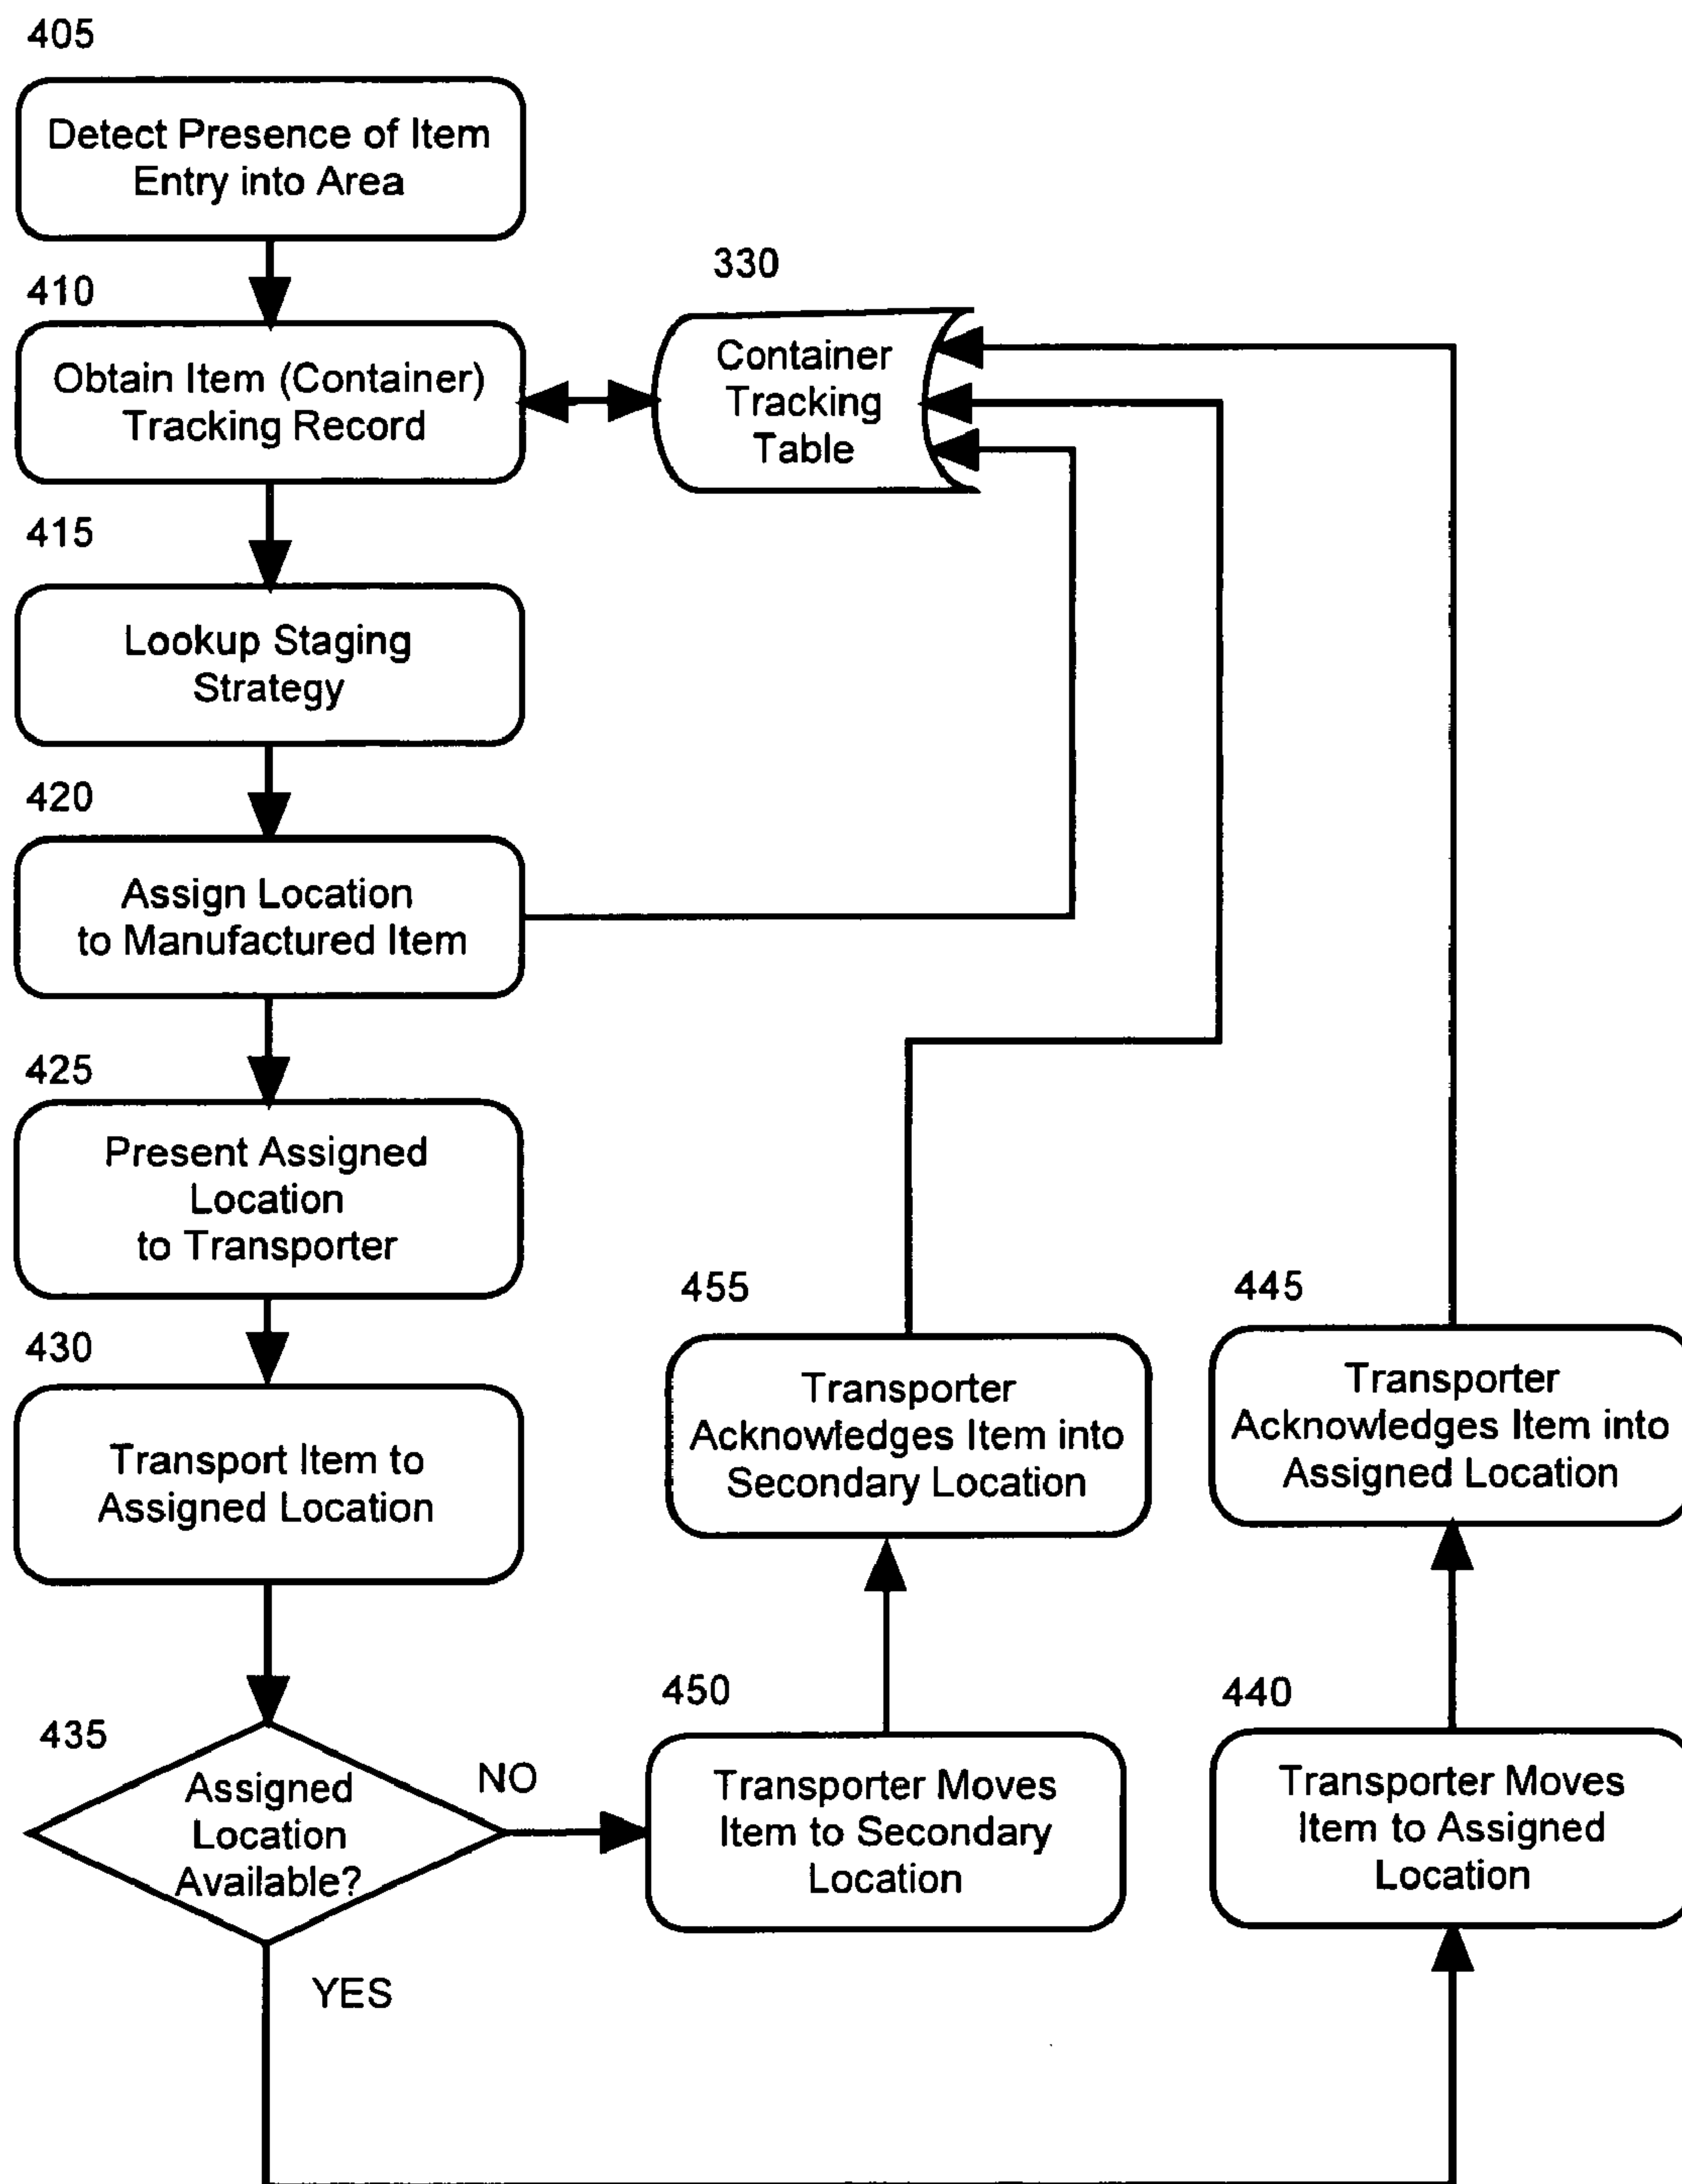 405
Detect Presence of Item
Entry into Area
410
Obtain Item (Container)
Tracking Record
330
Container
Tracking
Table
415
Lookup Staging
Strategy
420
Assign Location
to Manufactured Item
425
Present Assigned
Location
to Transporter
430
Transport Item to
Assigned Location
435
Assigned
Location
Available?
NO
YES
450
Transporter Moves
Item to Secondary
Location
455
Transporter
Acknowledges Item into
Secondary Location
440
Transporter Moves
Item to Assigned
Location
445
Transporter
Acknowledges Item into
Assigned Location